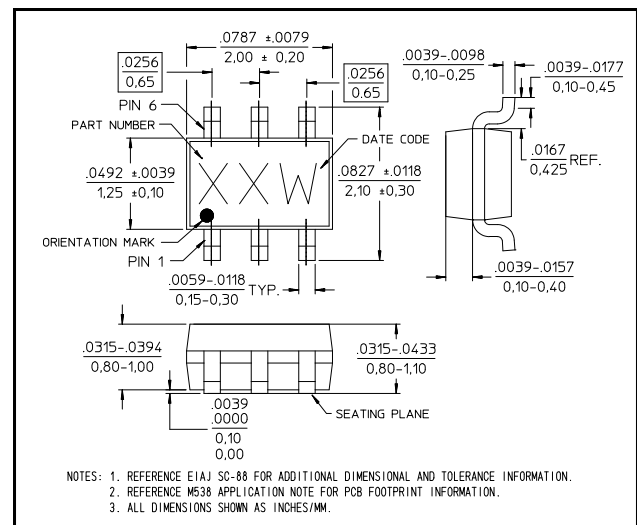 .0787 ±.0079
2,00 ± 0,20
.0256
0,65
.0256
0.65
.0039-.0098
0,10-0,25
.0039-.0177
0,10-0,45
PIN 6
PART NUMBER
DATE CODE
.0492 ±.0039
1,25 ±0,10
XXW
.0827 ±.0118
2,10 ±0,30
.0167
0,425
REF.
ORIENTATION MARK
PIN 1
.0059-.0118
0,15-0,30
TYP.
.0039-.0157
0,10-0,40
.0315-.0394
0,80-1,00
.0315-.0433
0,80-1,10
.0039
.0000
0,10
0,00
SEATING PLANE
NOTES: 1. REFERENCE EIAJ SC-88 FOR ADDITIONAL DIMENSIONAL AND TOLERANCE INFORMATION.
2. REFERENCE M538 APPLICATION NOTE FOR PCB FOOTPRINT INFORMATION.
3. ALL DIMENSIONS SHOWN AS INCHES/MM.